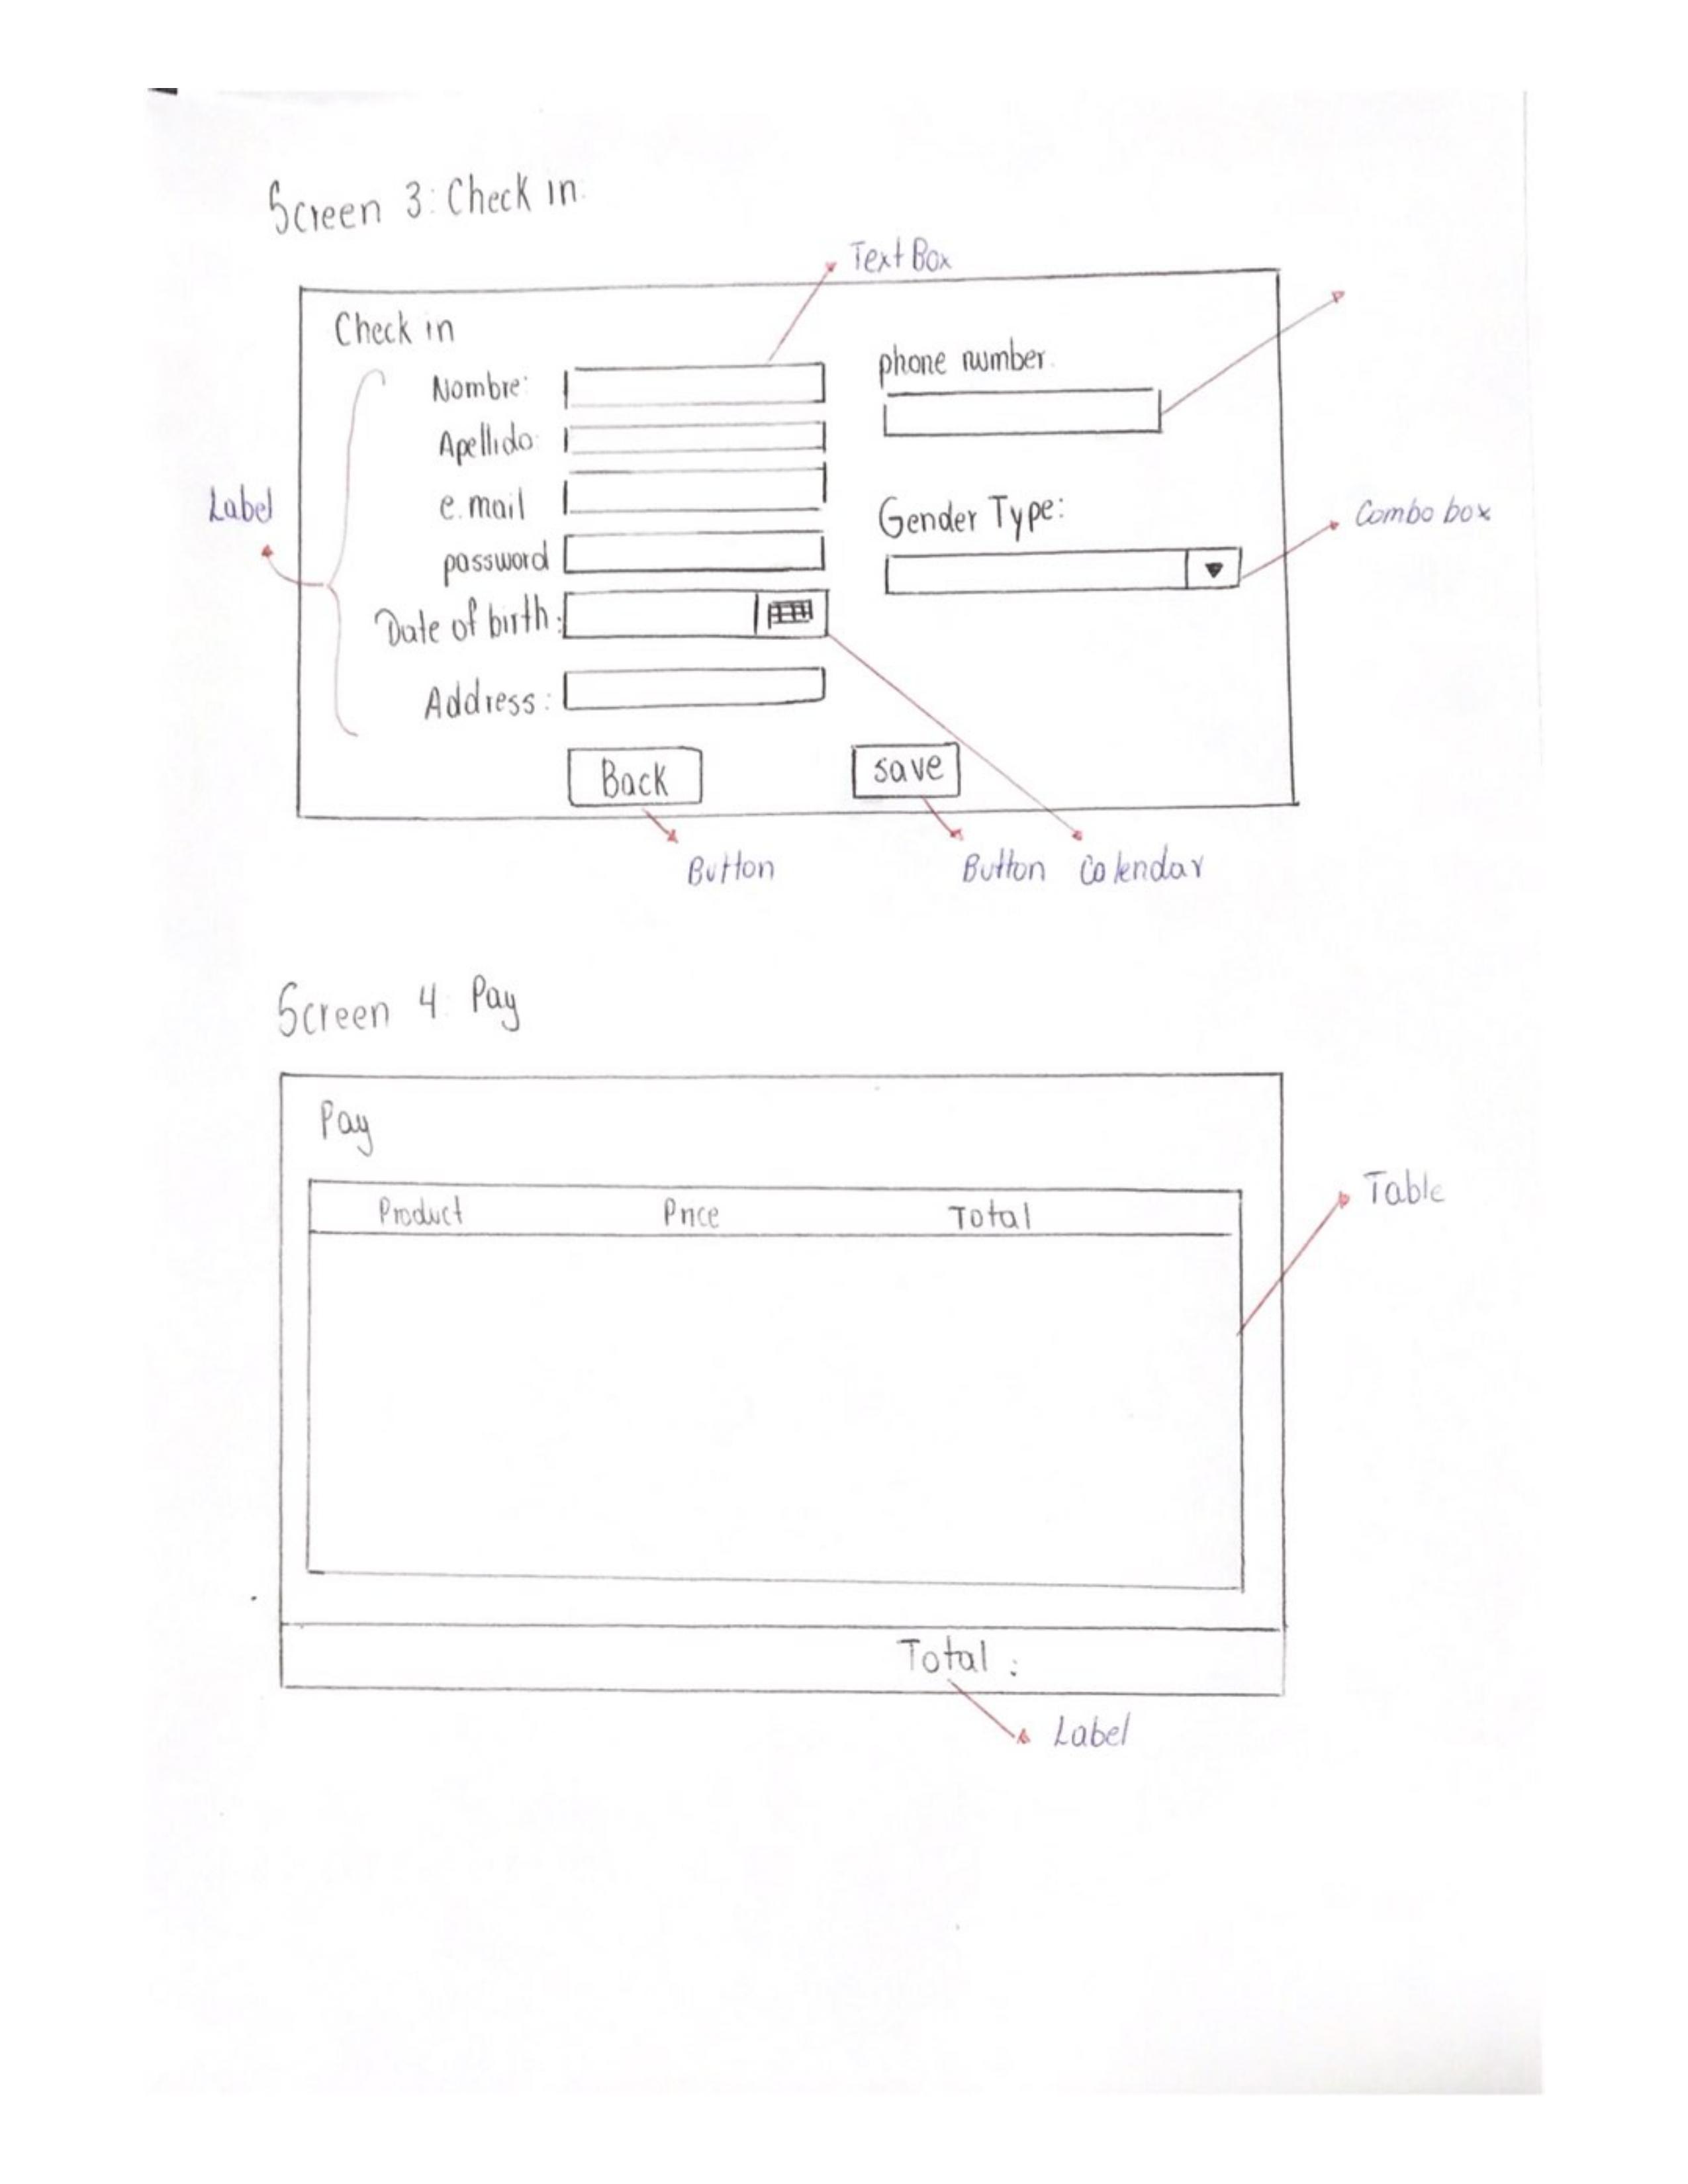 Screen 3: Check in.
Text Box
Check in
Nombre:
phone number.
Apellido:
Label
e.mail
Gender Type:
Combo box
password
Date of birth:
Address:
Back
save
Button
Button
Calendar
Screen 4: Pay
Pay
Table
Product Price Total
Total :
Label